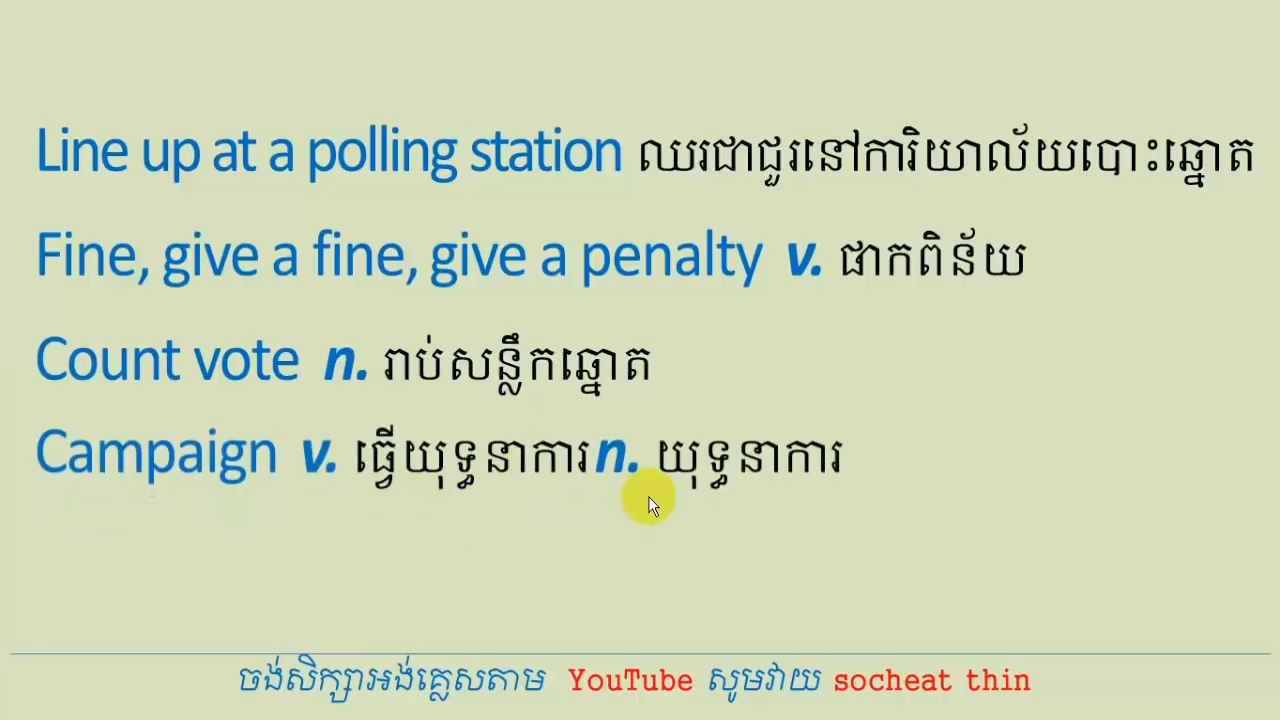 Line up at a polling station ឈរជាជួរនៅការិយាល័យបោះឆ្នោត
Fine, give a fine, give a penalty v. ផាកពិន័យ
Count vote n. រាប់សន្លឹកឆ្នោត
Campaign v. ធ្វើយុទ្ធនាការ n. យុទ្ធនាការ
ចង់សិក្សាអង់គ្លេសតាម YouTube សូមវាយ socheat thin